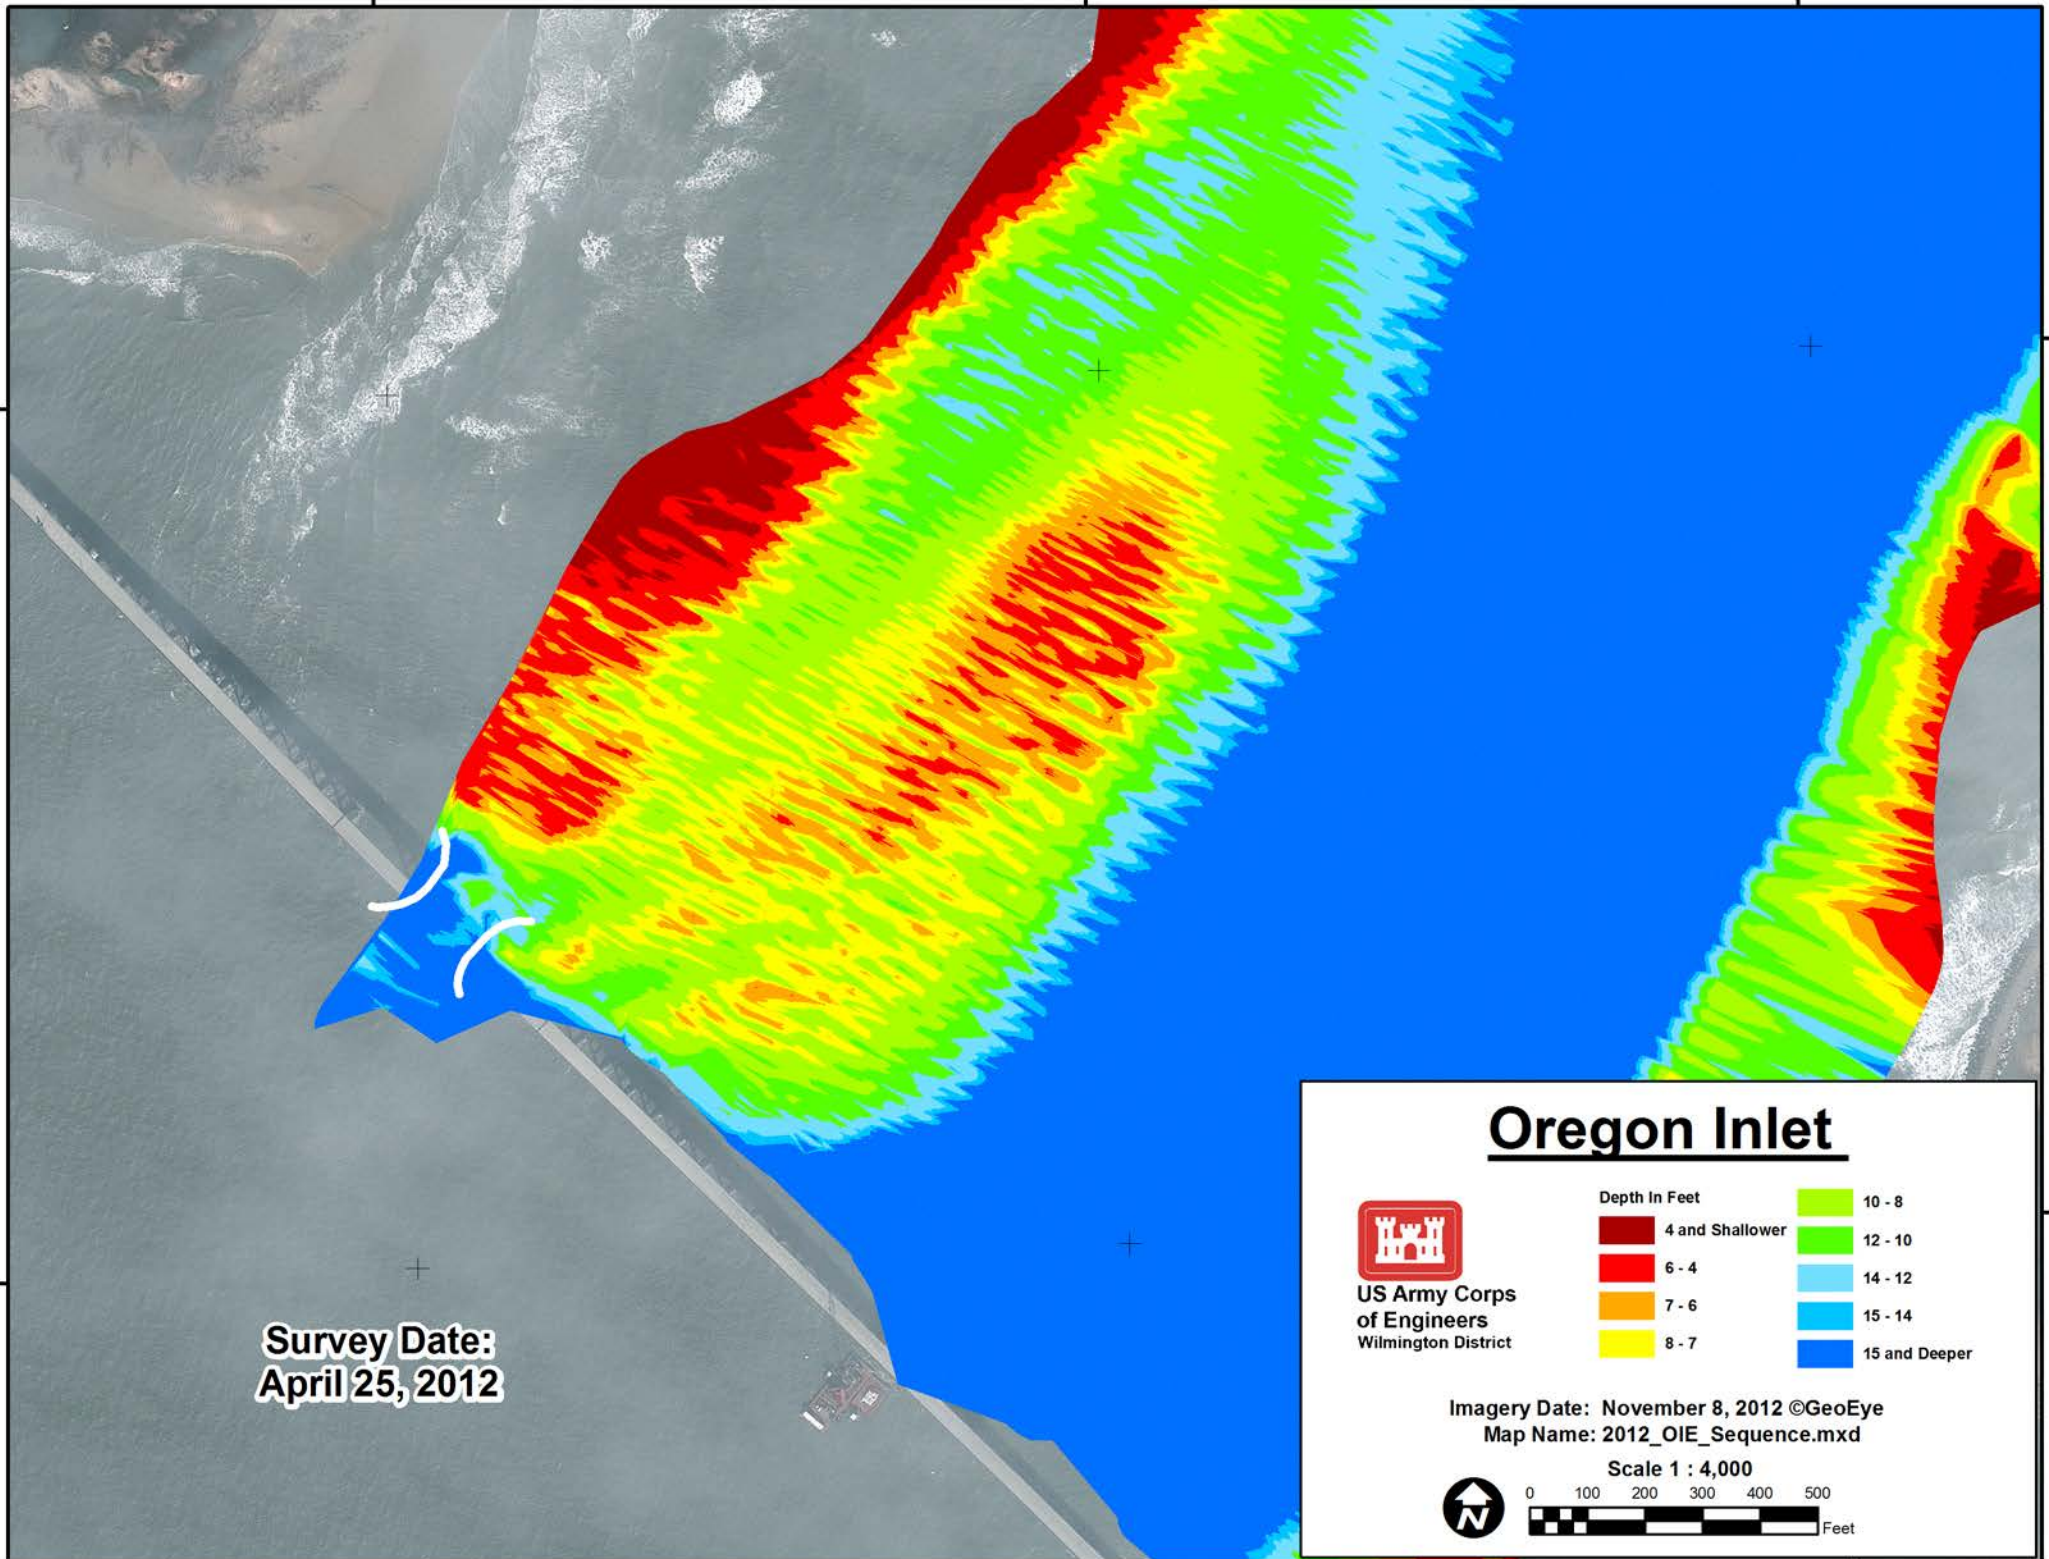 Survey Date:
April 25, 2012
Oregon Inlet
US Army Corps
of Engineers
Wilmington District
Depth In Feet
4 and Shallower
6 - 4
7 - 6
8 - 7
10 - 8
12 - 10
14 - 12
15 - 14
15 and Deeper
Imagery Date: November 8, 2012 ©GeoEye
Map Name: 2012_OIE_Sequence.mxd
Scale 1 : 4,000
N
0 100 200 300 400 500
Feet